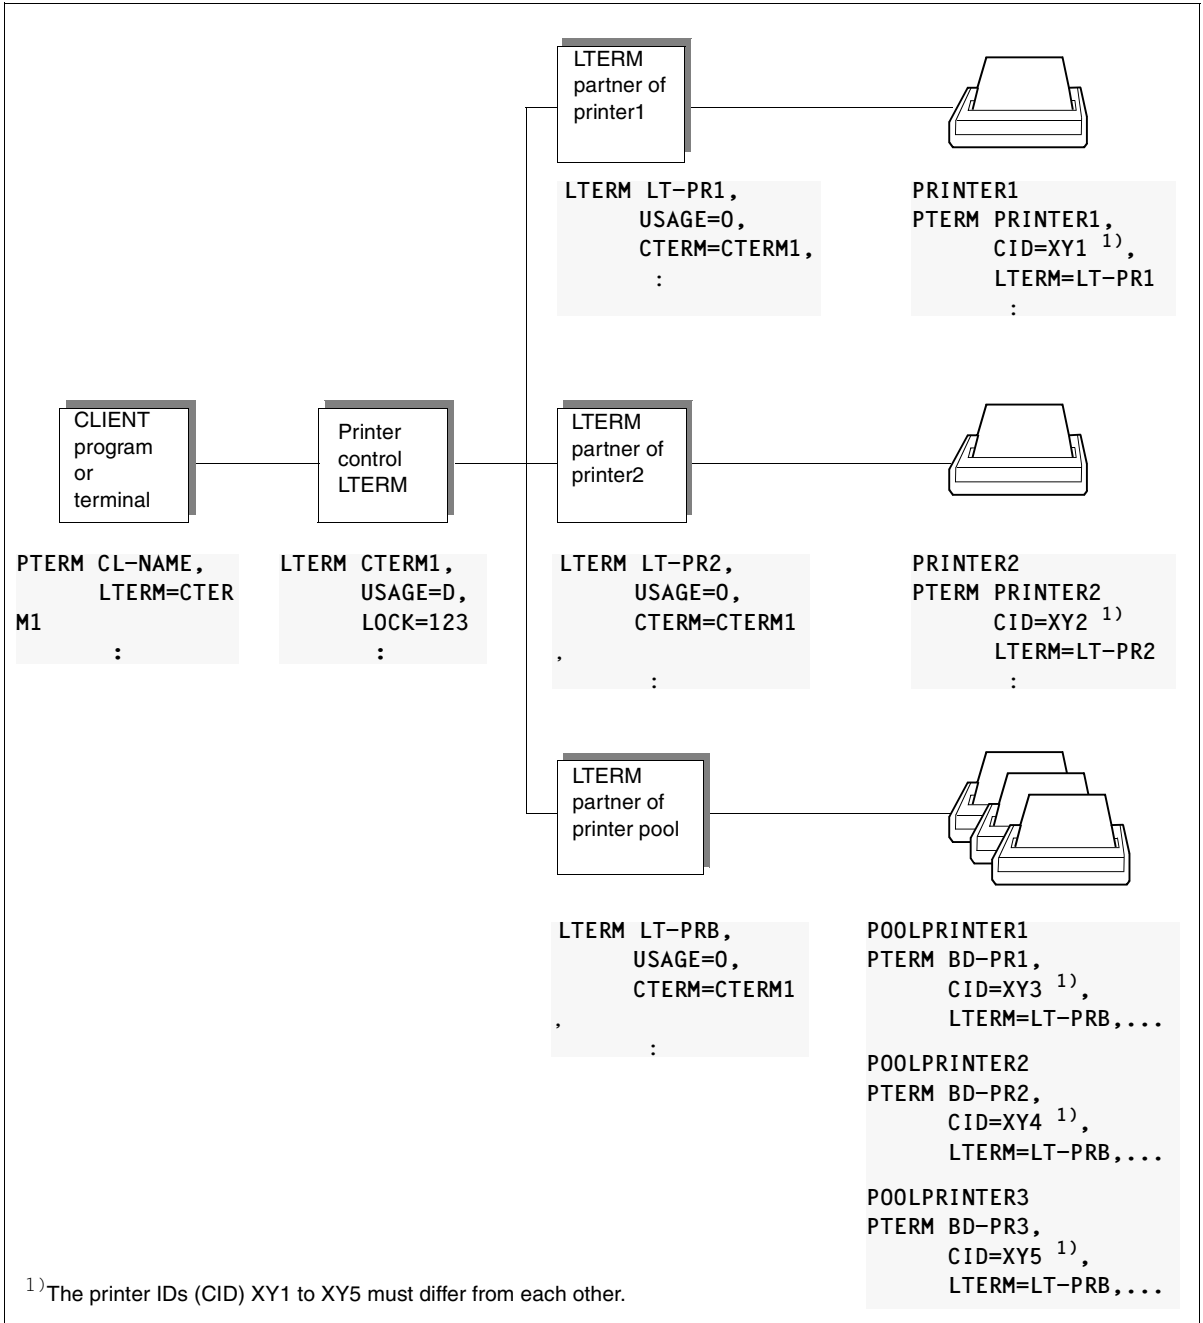 LTERM
partner of
printer1
LTERM LT-PR1,
USAGE=O,
CTERM=CTERM1,
:
PRINTER1
PTERM PRINTER1,
CID=XY1 1),
LTERM=LT-PR1
:
CLIENT
program
or
terminal
PTERM CL-NAME,
LTERM=CTER
M1
:
Printer
control
LTERM
LTERM CTERM1,
USAGE=D,
LOCK=123
:
LTERM
partner of
printer2
LTERM LT-PR2,
USAGE=O,
CTERM=CTERM1
,
:
PRINTER2
PTERM PRINTER2
CID=XY2 1)
LTERM=LT-PR2
:
LTERM
partner of
printer pool
LTERM LT-PRB,
USAGE=O,
CTERM=CTERM1
,
:
POOLPRINTER1
PTERM BD-PR1,
CID=XY3 1),
LTERM=LT-PRB,...
POOLPRINTER2
PTERM BD-PR2,
CID=XY4 1),
LTERM=LT-PRB,...
POOLPRINTER3
PTERM BD-PR3,
CID=XY5 1),
LTERM=LT-PRB,...
1)The printer IDs (CID) XY1 to XY5 must differ from each other.